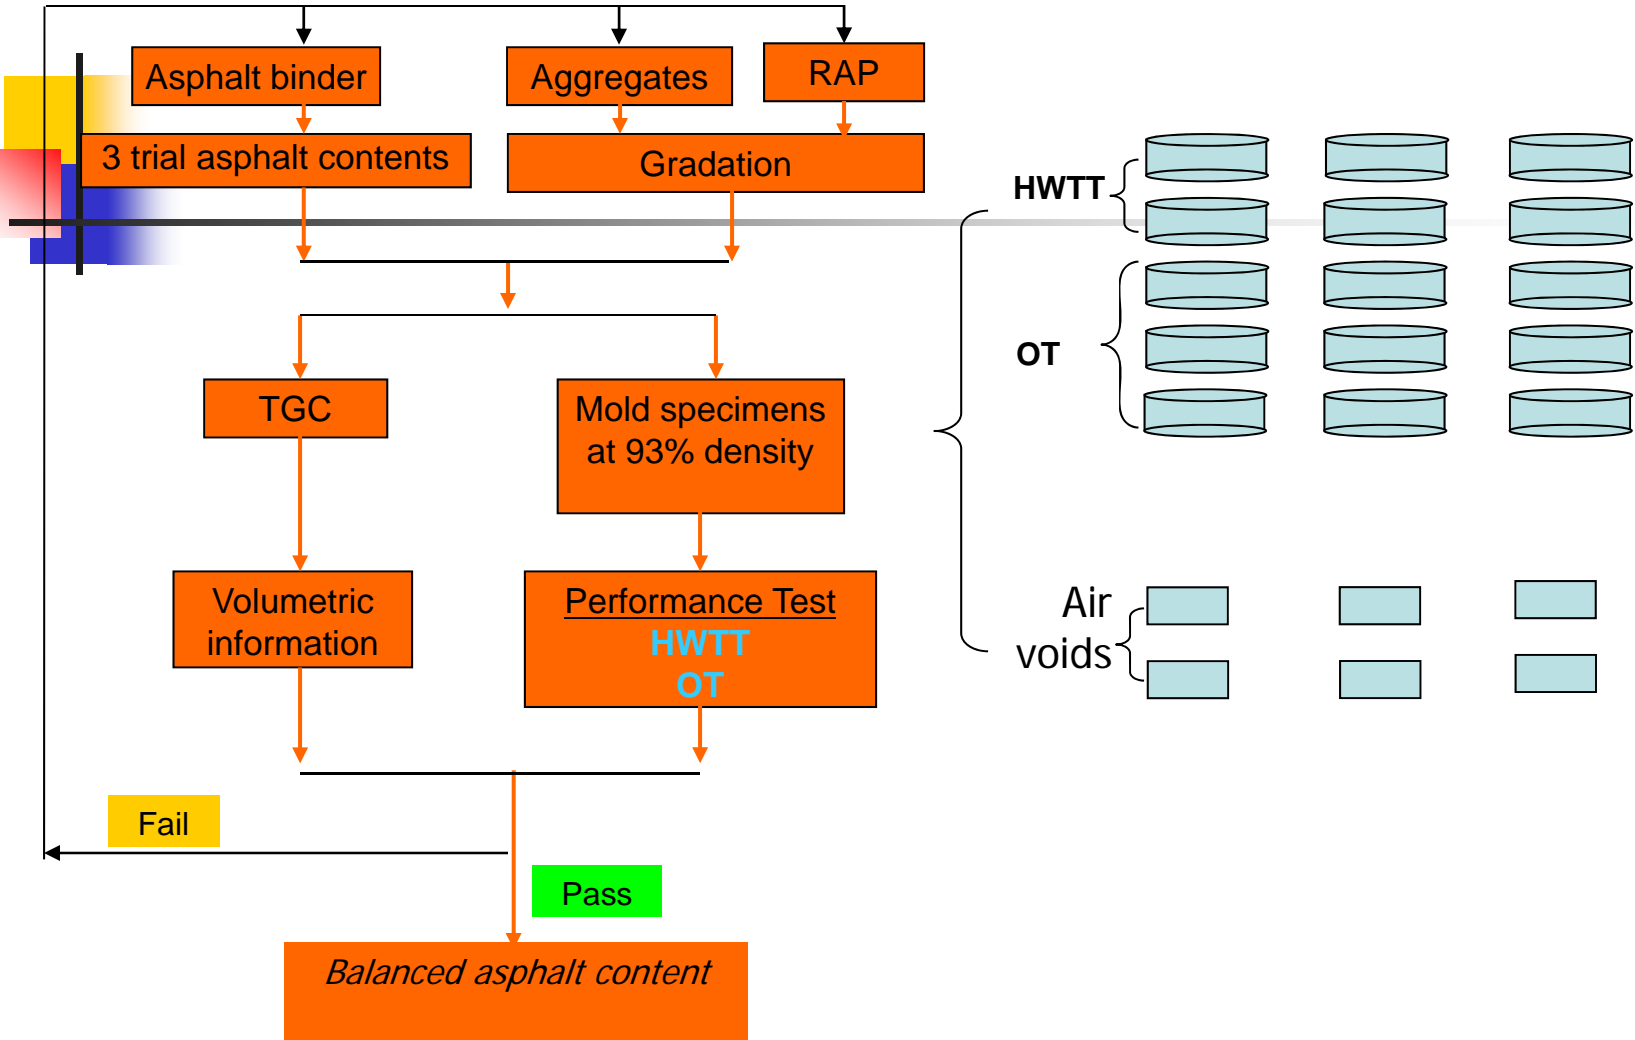 Asphalt binder
Aggregates
RAP
3 trial asphalt contents
Gradation
HWTT
OT
TGC
Mold specimens
at 93% density
Volumetric
information
Performance Test
HWTT
OT
Air
voids
Fail
Pass
Balanced asphalt content